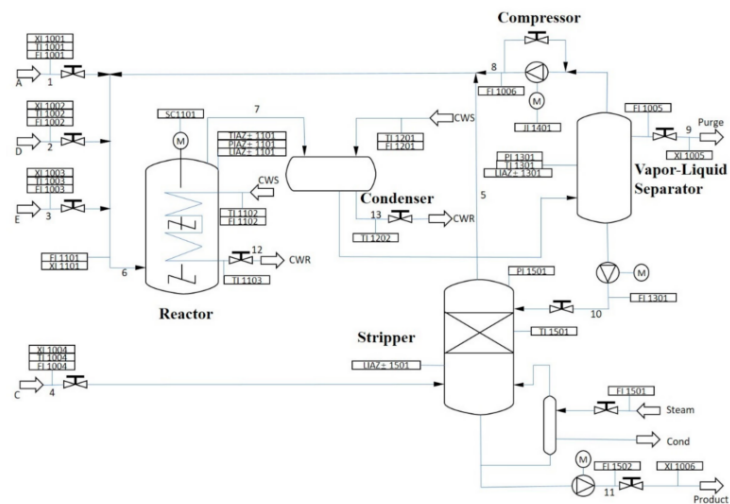 Compressor
XI 1001
TI 1001
FI 1001
A
1
8
FI 1006
M
JI 1401
XI 1002
TI 1002
FI 1002
D
2
SC1101
M
7
TIAZ± 1101
PIAZ± 1101
LIAZ± 1101
CWS
TI 1201
FI 1201
FI 1005
Purge
9
XI 1005
PI 1301
TI 1301
LIAZ± 1301
Vapor-Liquid
Separator
XI 1003
TI 1003
FI 1003
E
3
CWS
TI 1102
FI 1102
Condenser
13
CWR
TI 1202
5
FI 1101
XI 1101
6
12
CWR
TI 1103
Reactor
PI 1501
M
FI 1301
10
Stripper
TI 1501
XI 1004
TI 1004
FI 1004
C
4
LIAZ± 1501
FI 1501
Steam
Cond
M
FI 1502
XI 1006
11
Product